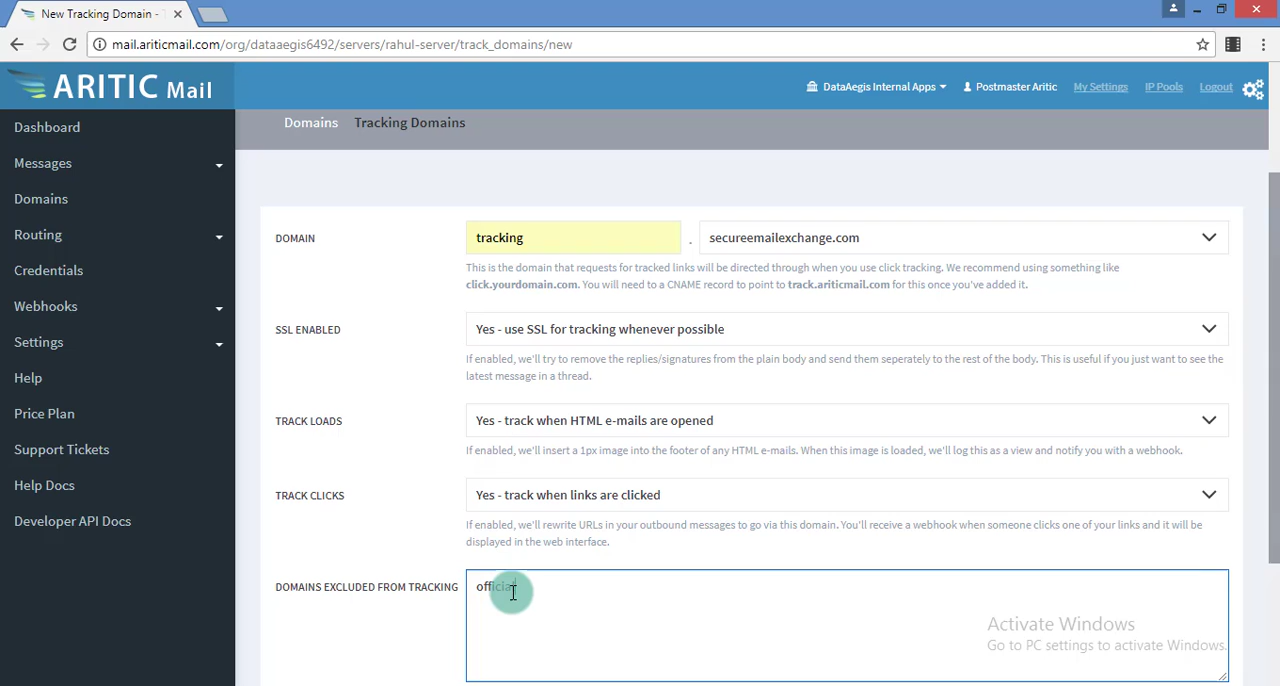 New Tracking Domain -
mail.ariticmail.com/org/dataaegis6492/servers/rahul-server/track_domains/new
ARITIC Mail
DataAegis Internal Apps
Postmaster Aritic
My Settings
IP Pools
Logout
Dashboard
Messages
Domains
Routing
Credentials
Webhooks
Settings
Help
Price Plan
Support Tickets
Help Docs
Developer API Docs
Domains Tracking Domains
DOMAIN
tracking . secureemailexchange.com
This is the domain that requests for tracked links will be directed through when you use click tracking. We recommend using something like
click.yourdomain.com. You will need to a CNAME record to point to track.ariticmail.com for this once you've added it.
SSL ENABLED
Yes - use SSL for tracking whenever possible
If enabled, we'll try to remove the replies/signatures from the plain body and send them seperately to the rest of the body. This is useful if you just want to see the
latest message in a thread.
TRACK LOADS
Yes - track when HTML e-mails are opened
If enabled, we'll insert a 1px image into the footer of any HTML e-mails. When this image is loaded, we'll log this as a view and notify you with a webhook.
TRACK CLICKS
Yes - track when links are clicked
If enabled, we'll rewrite URLs in your outbound messages to go via this domain. You'll receive a webhook when someone clicks one of your links and it will be
displayed in the web interface.
DOMAINS EXCLUDED FROM TRACKING
official
Activate Windows
Go to PC settings to activate Windows.